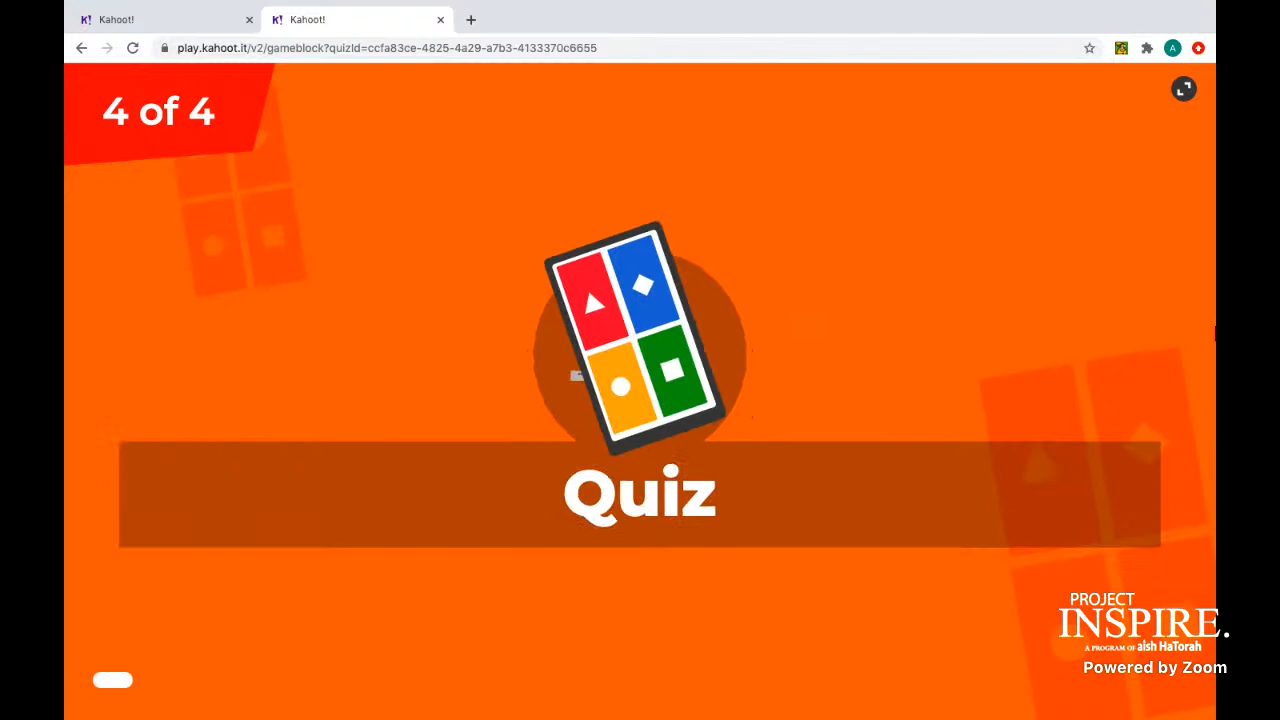 K! Kahoot!
K! Kahoot!
play.kahoot.it/v2/gameblock?quizId=ccfa83ce-4825-4a29-a7b3-4133370c6655
A
4 of 4
Quiz
PROJECT
INSPIRE.
A PROGRAM OF aish HaTorah
Powered by Zoom